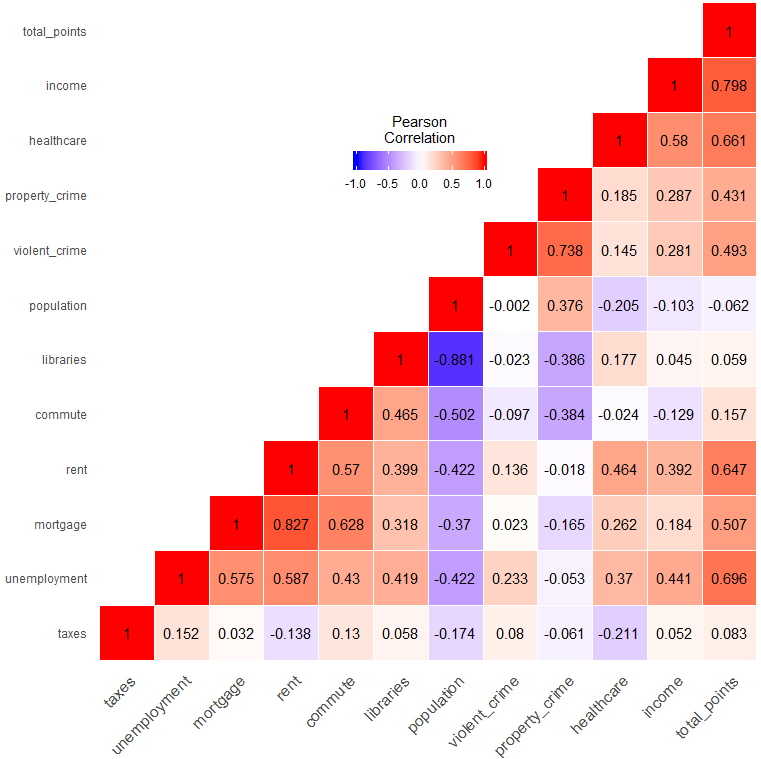 total_points 1
income 1 0.798
Pearson
Correlation
-1.0 -0.5 0.0 0.5 1.0
healthcare 1 0.58 0.661
property_crime 1 0.185 0.287 0.431
violent_crime 1 0.738 0.145 0.281 0.493
population 1 -0.002 0.376 -0.205 -0.103 -0.062
libraries 1 -0.881 -0.023 -0.386 0.177 0.045 0.059
commute 1 0.465 -0.502 -0.097 -0.384 -0.024 -0.129 0.157
rent 1 0.57 0.399 -0.422 0.136 -0.018 0.464 0.392 0.647
mortgage 1 0.827 0.628 0.318 -0.37 0.023 -0.165 0.262 0.184 0.507
unemployment 1 0.575 0.587 0.43 0.419 -0.422 0.233 -0.053 0.37 0.441 0.696
taxes 1 0.152 0.032 -0.138 0.13 0.058 -0.174 0.08 -0.061 -0.211 0.052 0.083
taxes unemployment mortgage rent commute libraries population violent_crime property_crime healthcare income total_points